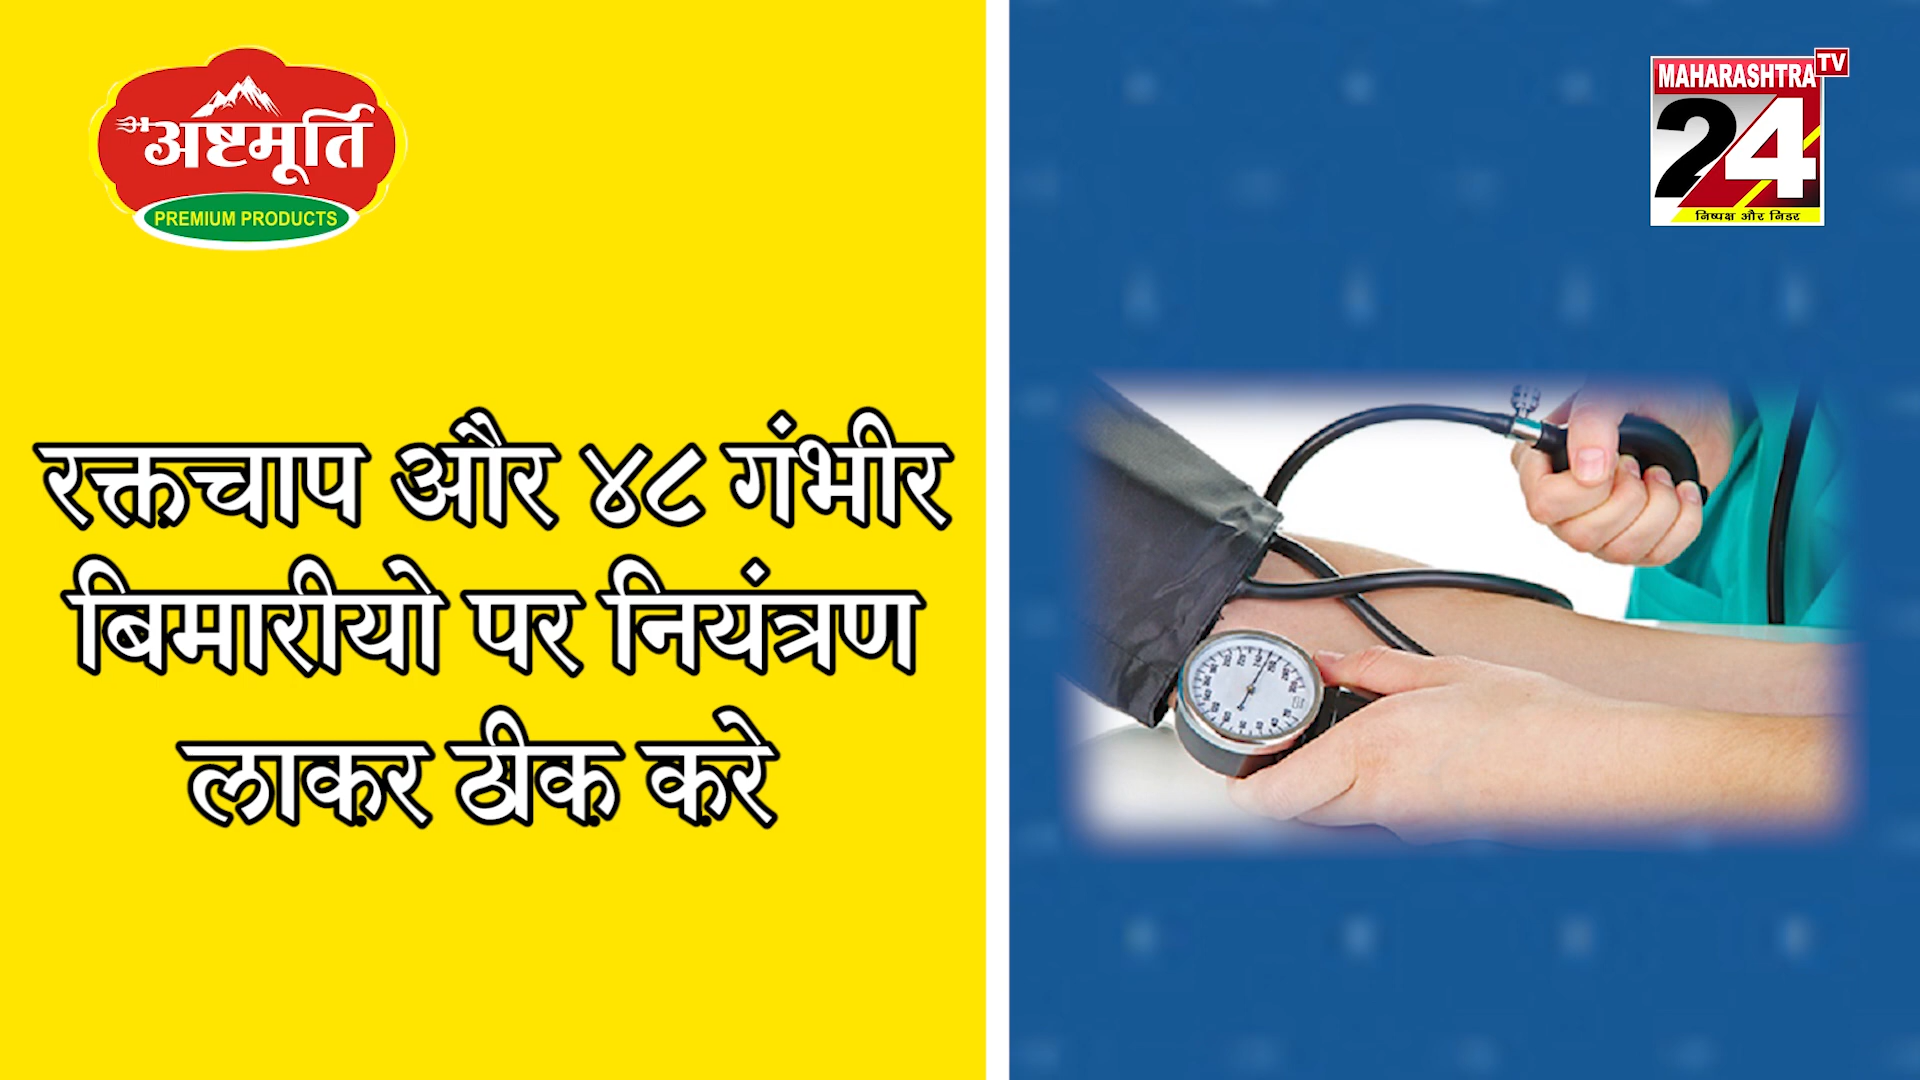 अष्टमूर्ति
PREMIUM PRODUCTS
MAHARASHTRA TV
24
निष्पक्ष और निडर
रक्तचाप और ४८ गंभीर
बिमारीयो पर नियंत्रण
लाकर ठीक करे